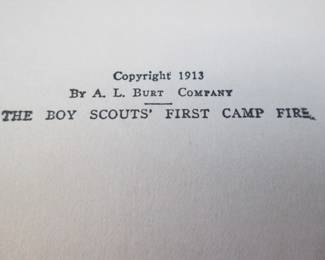 Copyright 1913
By A. L. Burt Company
THE BOY SCOUTS' FIRST CAMP FIRE